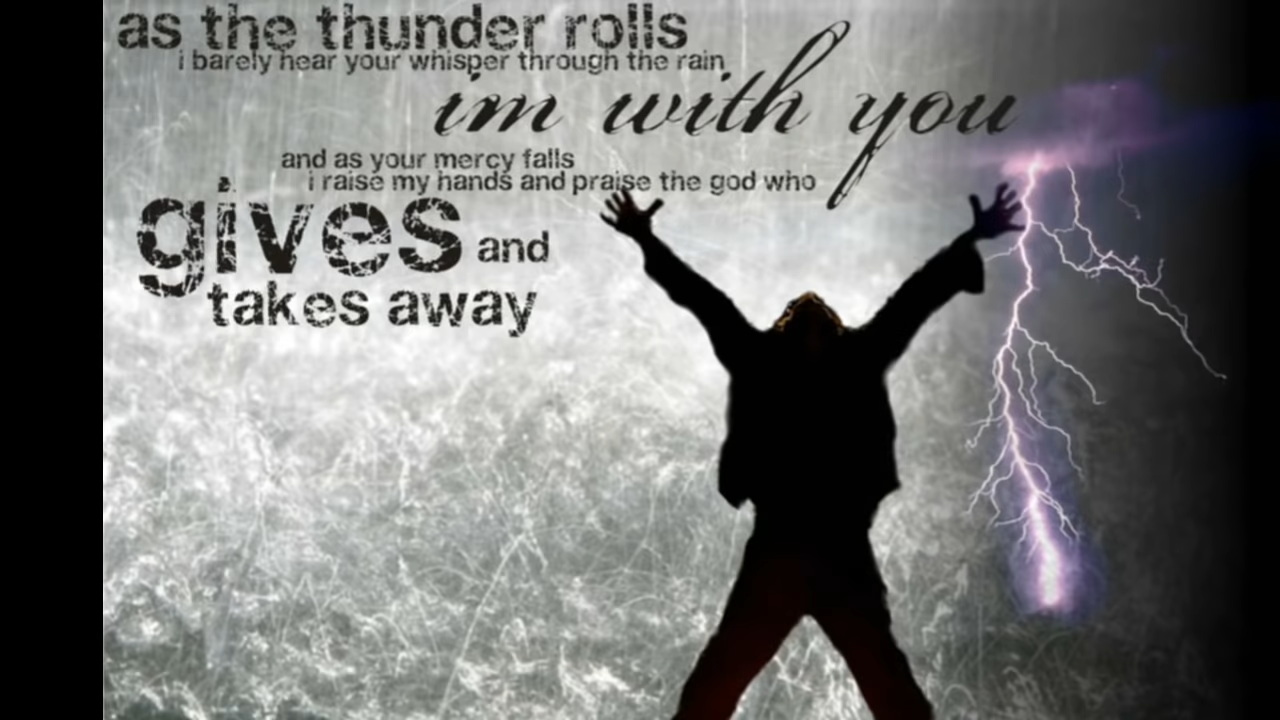 as the thunder rolls
i barely hear your whisper through the rain
im with you
and as your mercy falls
i raise my hands and praise the god who
gives and
takes away